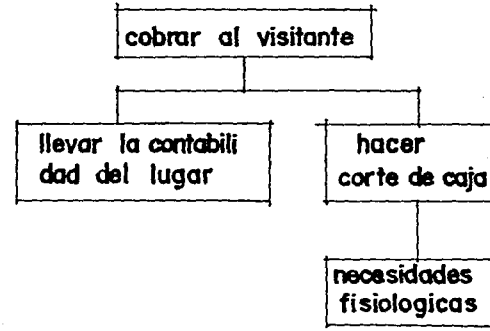 cobrar al visitante
llevar la contabili
dad del lugar
hacer
corte de caja
necesidades
fisiologicas